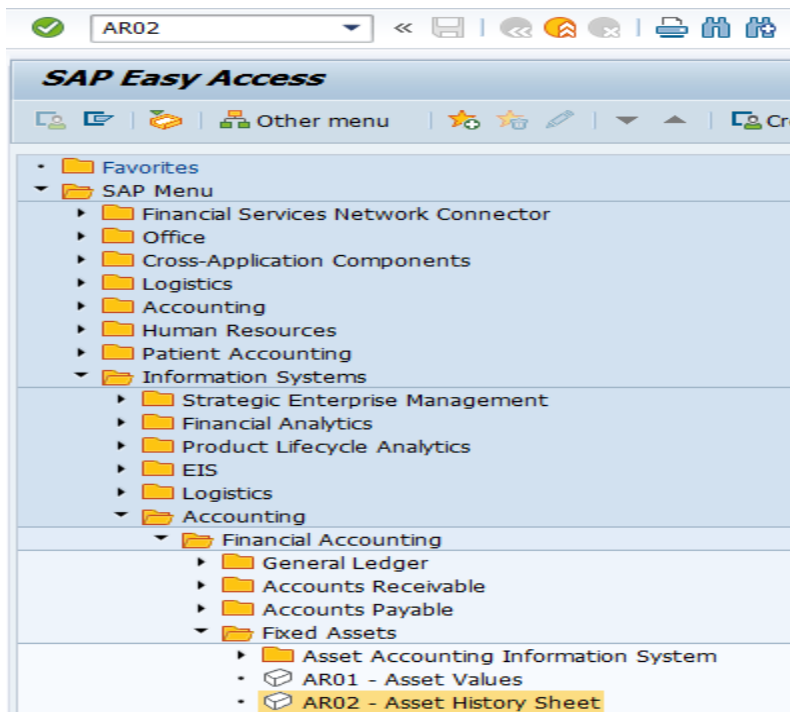 AR02
SAP Easy Access
Other menu
Cr
Favorites
SAP Menu
Financial Services Network Connector
Office
Cross-Application Components
Logistics
Accounting
Human Resources
Patient Accounting
Information Systems
Strategic Enterprise Management
Financial Analytics
Product Lifecycle Analytics
EIS
Logistics
Accounting
Financial Accounting
General Ledger
Accounts Receivable
Accounts Payable
Fixed Assets
Asset Accounting Information System
AR01 - Asset Values
AR02 - Asset History Sheet